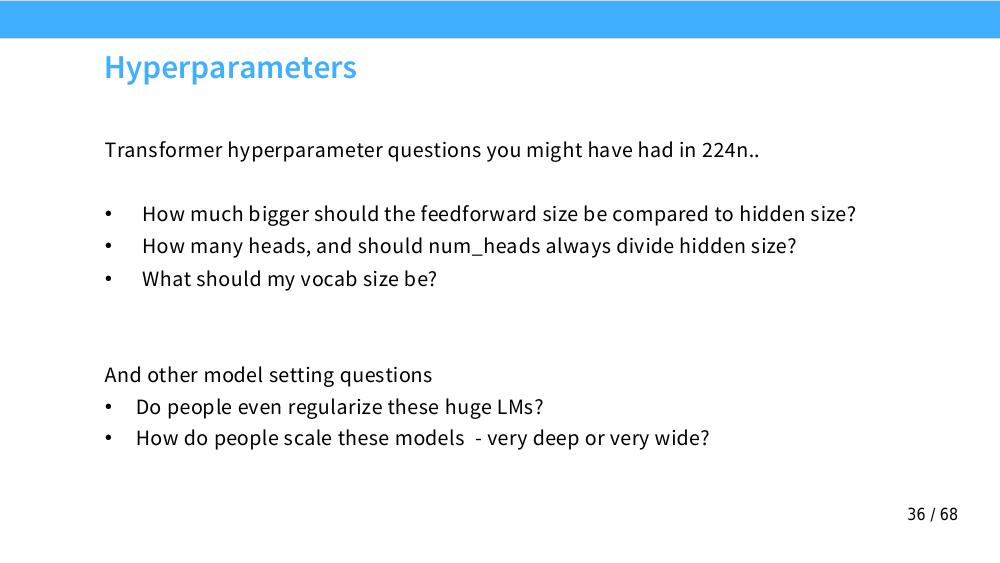 Hyperparameters
Transformer hyperparameter questions you might have had in 224n..
• How much bigger should the feedforward size be compared to hidden size?
• How many heads, and should num_heads always divide hidden size?
• What should my vocab size be?
And other model setting questions
• Do people even regularize these huge LMs?
• How do people scale these models  - very deep or very wide?
36 / 68